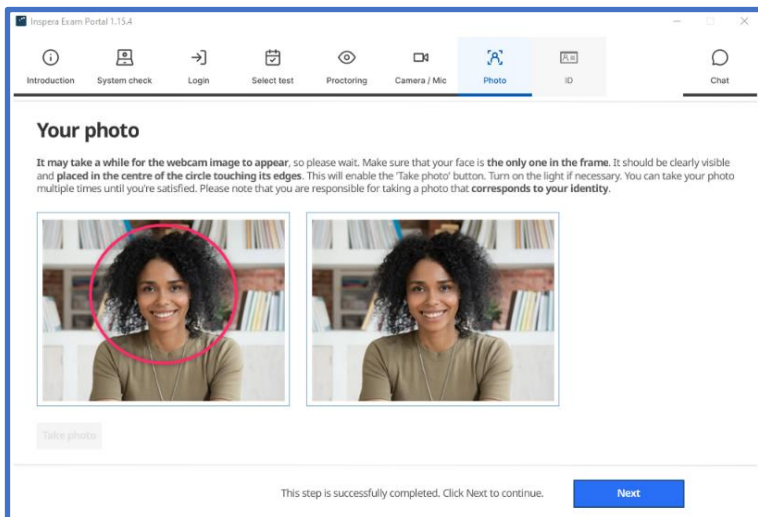 Inspera Exam Portal 1.15.4
Introduction
System check
Login
Select test
Proctoring
Camera / Mic
Photo
ID
Chat
Your photo
It may take a while for the webcam image to appear, so please wait. Make sure that your face is the only one in the frame. It should be clearly visible
and placed in the centre of the circle touching its edges. This will enable the 'Take photo' button. Turn on the light if necessary. You can take your photo
multiple times until you're satisfied. Please note that you are responsible for taking a photo that corresponds to your identity.
Take photo
This step is successfully completed. Click Next to continue.
Next